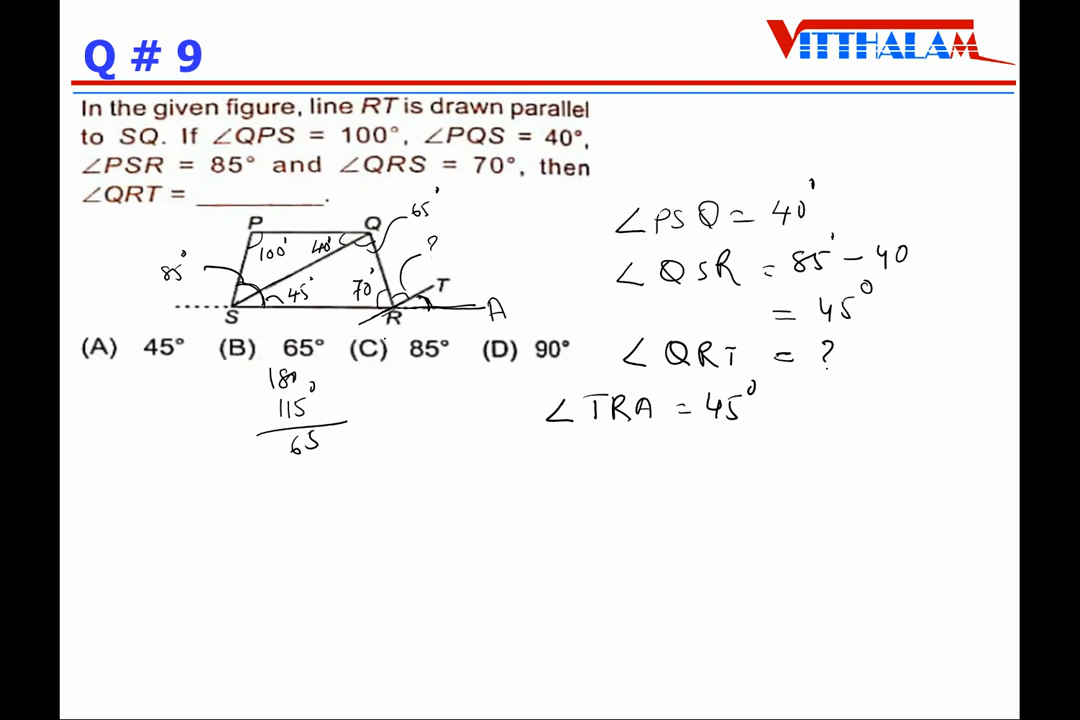 Q # 9
VITTHALAM
In the given figure, line RT is drawn parallel
to SQ. If ∠QPS = 100°, ∠PQS = 40°,
∠PSR = 85° and ∠QRS = 70°, then
∠QRT = ________.
65°
P Q
100° 40° ?
85°
45° 70° T
S R A
(A) 45° (B) 65° (C) 85° (D) 90°
180
115°
65
∠PSQ = 40°
∠QSR = 85° - 40
= 45°
∠QRT = ?
∠TRA = 45°